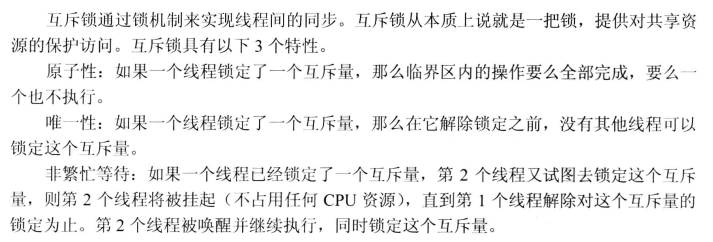 互斥锁通过锁机制来实现线程间的同步。互斥锁从本质上说就是一把锁，提供对共享资
源的保护访问。互斥锁具有以下 3 个特性。
原子性：如果一个线程锁定了一个互斥量，那么临界区内的操作要么全部完成，要么一
个也不执行。
唯一性：如果一个线程锁定了一个互斥量，那么在它解除锁定之前，没有其他线程可以
锁定这个互斥量。
非繁忙等待：如果一个线程已经锁定了一个互斥量，第 2 个线程又试图去锁定这个互斥
量，则第 2 个线程将被挂起（不占用任何 CPU 资源），直到第 1 个线程解除对这个互斥量的
锁定为止。第 2 个线程被唤醒并继续执行，同时锁定这个互斥量。